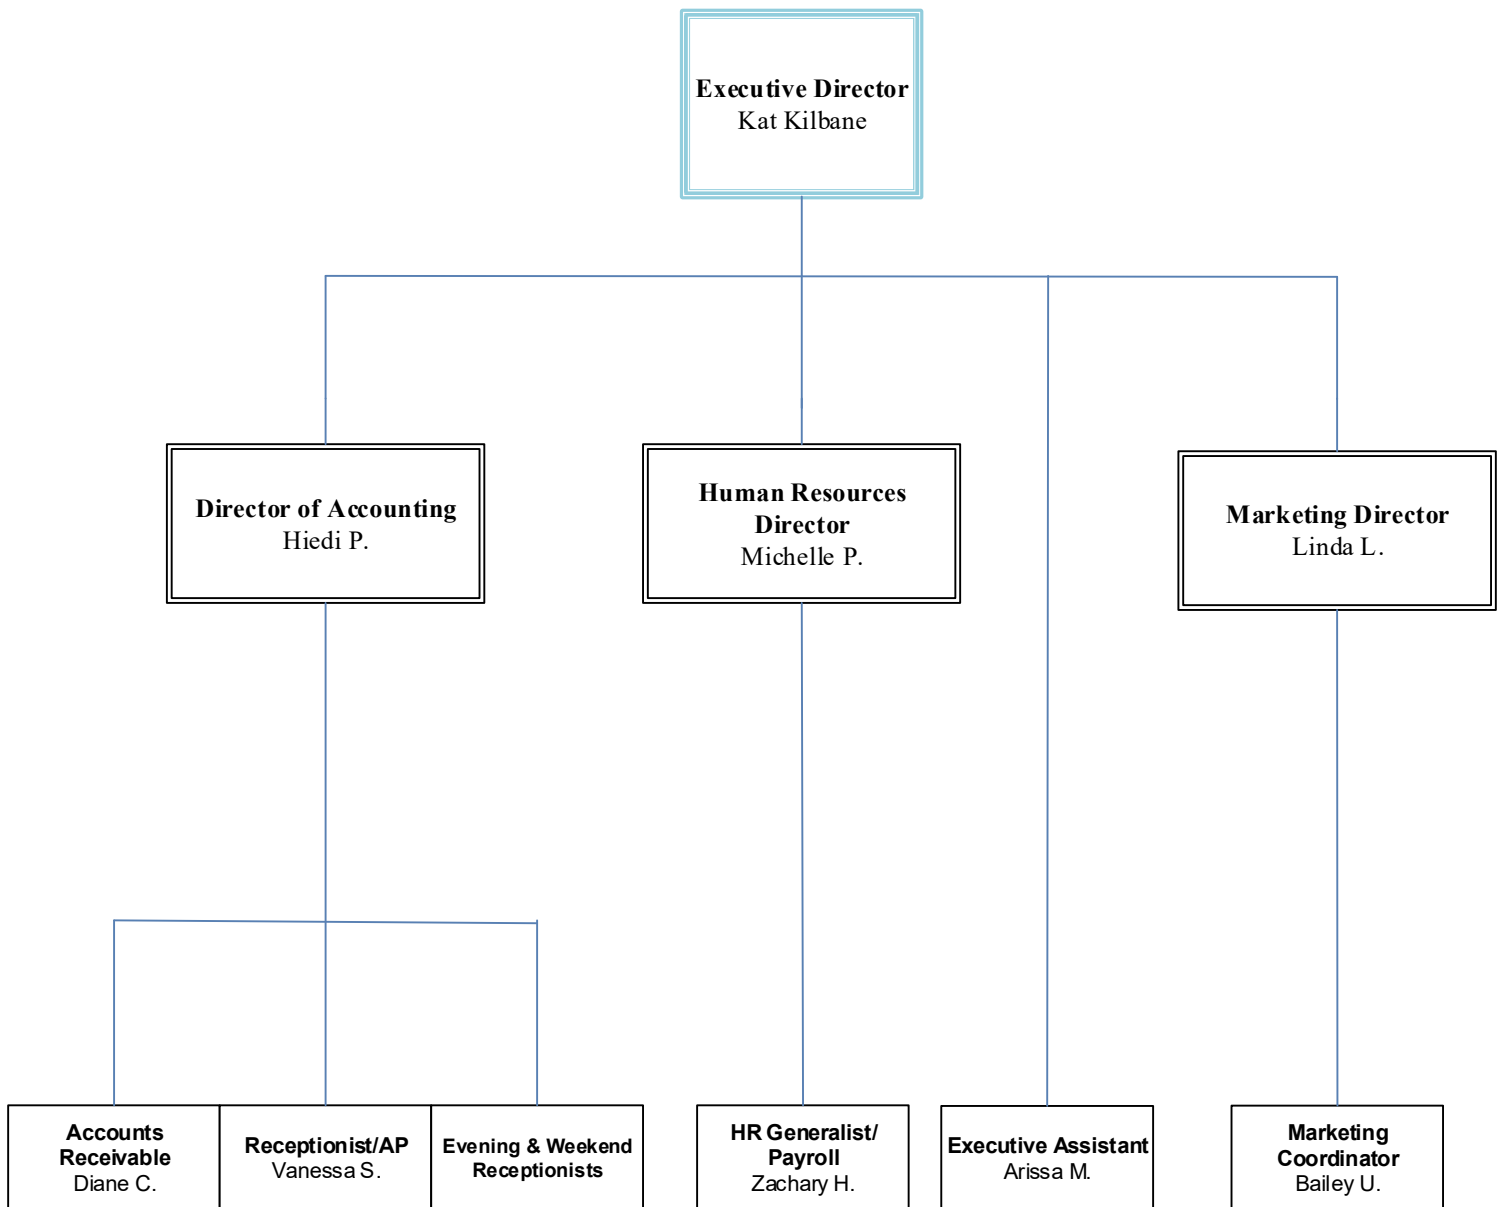 Executive Director
Kat Kilbane
Director of Accounting
Hiedi P.
Human Resources
Director
Michelle P.
Marketing Director
Linda L.
Accounts
Receivable
Diane C.
Receptionist/AP
Vanessa S.
Evening & Weekend
Receptionists
HR Generalist/
Payroll
Zachary H.
Executive Assistant
Arissa M.
Marketing
Coordinator
Bailey U.